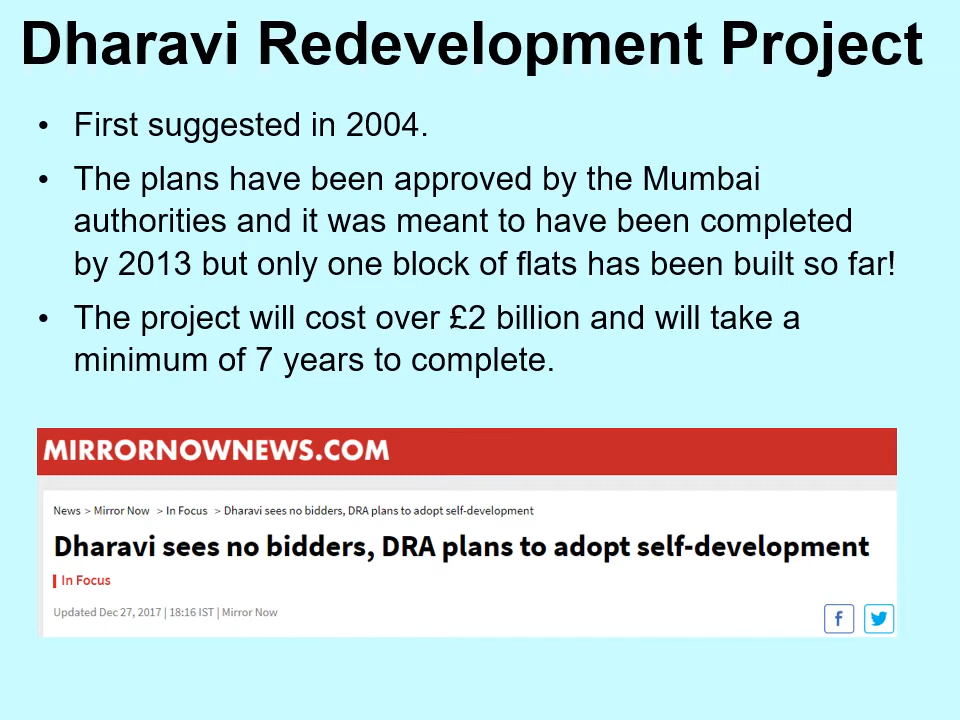 Dharavi Redevelopment Project
• First suggested in 2004.
• The plans have been approved by the Mumbai
authorities and it was meant to have been completed
by 2013 but only one block of flats has been built so far!
• The project will cost over £2 billion and will take a
minimum of 7 years to complete.
MIRRORNOWNEWS.COM
News > Mirror Now > In Focus > Dharavi sees no bidders, DRA plans to adopt self-development
Dharavi sees no bidders, DRA plans to adopt self-development
In Focus
Updated Dec 27, 2017 | 18:16 IST | Mirror Now